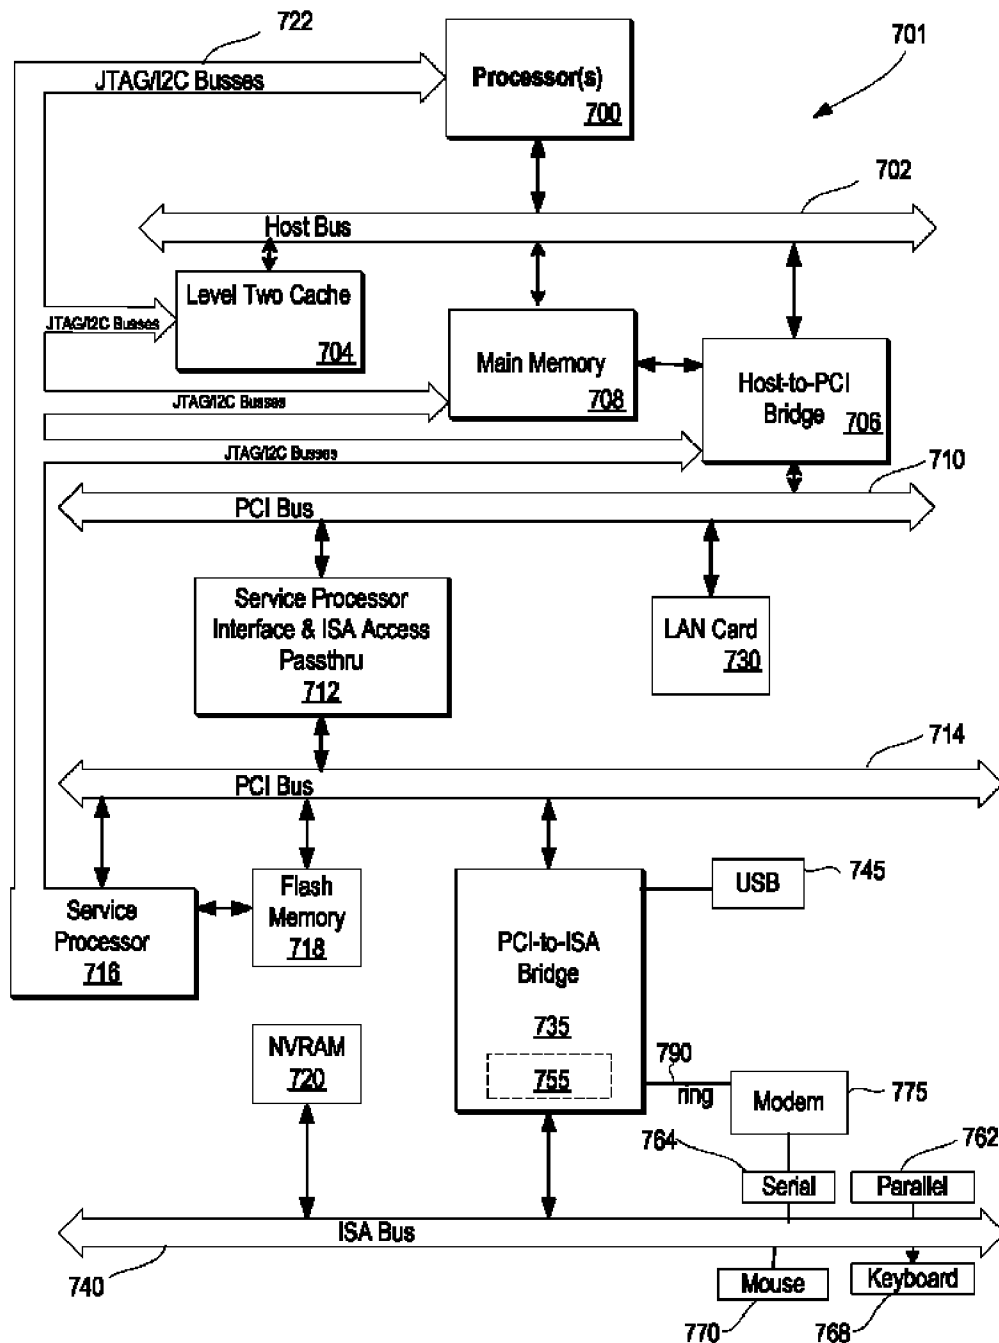 722
701
JTAG/I2C Busses
Processor(s)
700
702
Host Bus
Level Two Cache
704
JTAG/I2C Busses
Main Memory
708
Host-to-PCI
Bridge
706
JTAG/I2C Busses
JTAG/I2C Busses
710
PCI Bus
Service Processor
Interface & ISA Access
Passthru
712
LAN Card
730
714
PCI Bus
USB
745
Service
Processor
716
Flash
Memory
718
PCI-to-ISA
Bridge
735
755
NVRAM
720
790
ring
Modem
775
764
762
Serial
Parallel
ISA Bus
740
Mouse
Keyboard
770
768